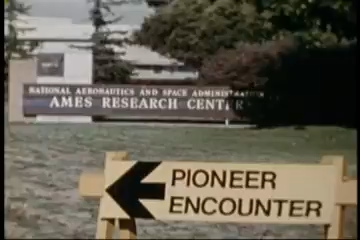 NATIONAL AERONAUTICS AND SPACE ADMINISTRATION
AMES RESEARCH CENTER
PIONEER
ENCOUNTER